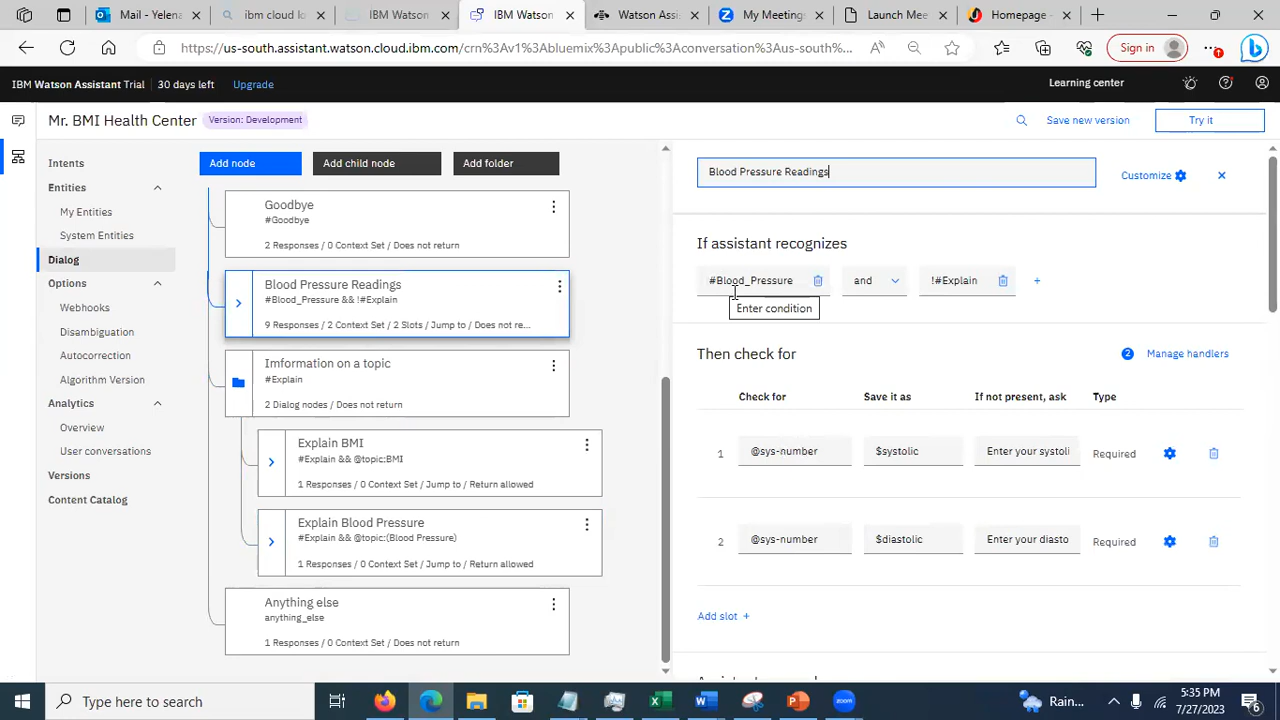 Mail - Yelena
ibm cloud lo
IBM Watson
IBM Watson
Watson Assi
My Meetings
Launch Mee
Homepage -
https://us-south.assistant.watson.cloud.ibm.com/crn%3Av1%3Abluemix%3Apublic%3Aconversation%3Aus-south%...
Sign in
IBM Watson Assistant Trial
30 days left
Upgrade
Learning center
Mr. BMI Health Center
Version: Development
Save new version
Try it
Intents
Entities
My Entities
System Entities
Dialog
Options
Webhooks
Disambiguation
Autocorrection
Algorithm Version
Analytics
Overview
User conversations
Versions
Content Catalog
Add node
Add child node
Add folder
Goodbye
#Goodbye
2 Responses / 0 Context Set / Does not return
Blood Pressure Readings
#Blood_Pressure && !#Explain
9 Responses / 2 Context Set / 2 Slots / Jump to / Does not re...
Imformation on a topic
#Explain
2 Dialog nodes / Does not return
Explain BMI
#Explain && @topic:BMI
1 Responses / 0 Context Set / Jump to / Return allowed
Explain Blood Pressure
#Explain && @topic:(Blood Pressure)
1 Responses / 0 Context Set / Jump to / Return allowed
Anything else
anything_else
1 Responses / 0 Context Set / Does not return
Blood Pressure Readings
Customize
If assistant recognizes
#Blood_Pressure
and
!#Explain
Enter condition
Then check for
2 Manage handlers
Check for
Save it as
If not present, ask
Type
1
@sys-number
$systolic
Enter your systoli
Required
2
@sys-number
$diastolic
Enter your diasto
Required
Add slot +
Type here to search
Rain...
5:35 PM
7/27/2023
6